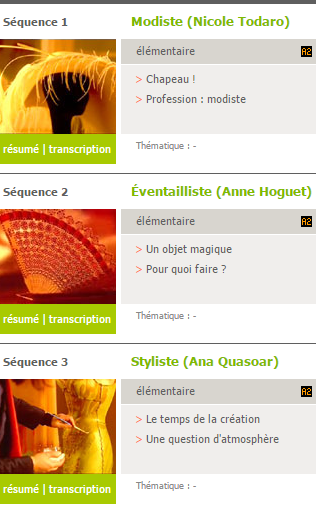 Séquence 1
Modiste (Nicole Todaro)
élémentaire A2
> Chapeau !
> Profession : modiste
résumé | transcription
Thématique : -
Séquence 2
Éventailliste (Anne Hoguet)
élémentaire A2
> Un objet magique
> Pour quoi faire ?
résumé | transcription
Thématique : -
Séquence 3
Styliste (Ana Quasoar)
élémentaire A2
> Le temps de la création
> Une question d'atmosphère
résumé | transcription
Thématique : -